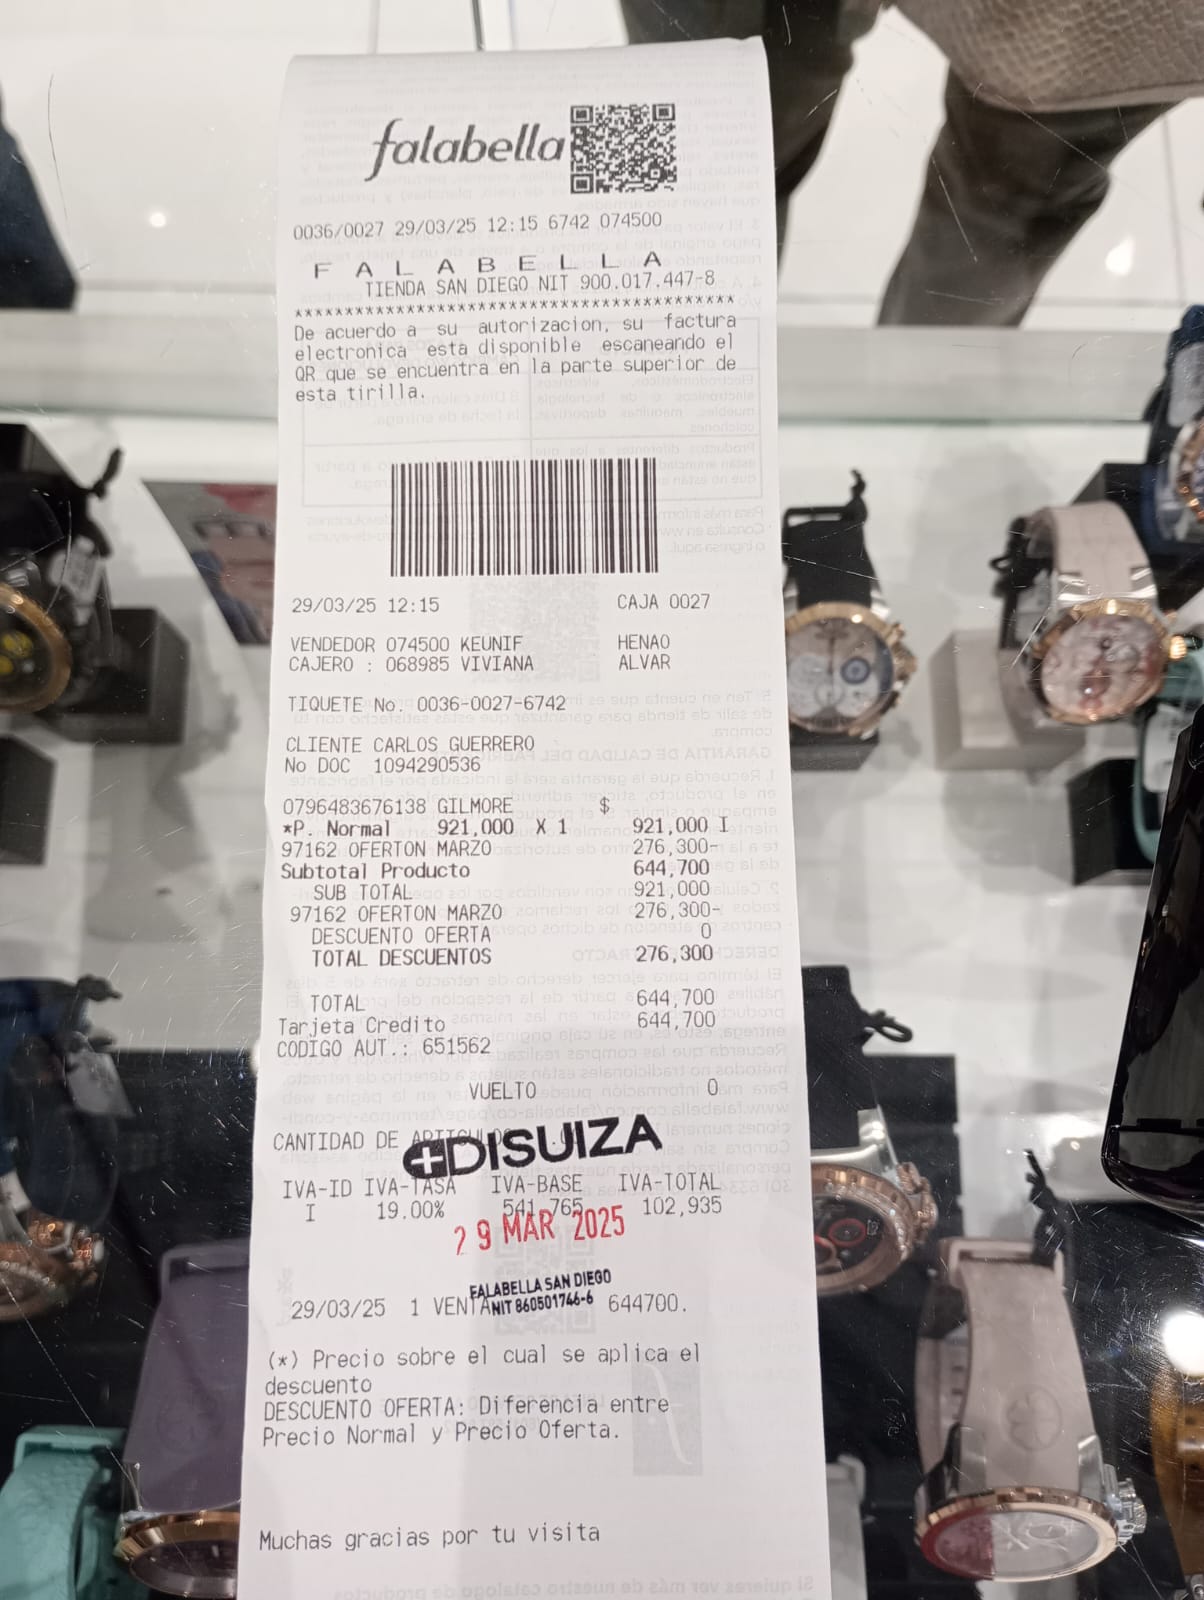 falabella
0036/0027 29/03/25 12:15 6742 074500
F A L A B E L L A
TIENDA SAN DIEGO NIT 900.017.447-8
******************************************
De acuerdo a su autorizacion, su factura
electronica esta disponible escaneando el
QR que se encuentra en la parte superior de
esta tirilla.
29/03/25 12:15 CAJA 0027
VENDEDOR 074500 KEUNIF HENAO
CAJERO : 068985 VIVIANA ALVAR
TIQUETE No.: 0036-0027-6742
CLIENTE CARLOS GUERRERO
No DOC 1094290536
0796483676138 GILMORE $
*P. Normal 921,000 X 1 921,000 I
97162 OFERTON MARZO 276,300-
Subtotal Producto 644,700
SUB TOTAL 921,000
97162 OFERTON MARZO 276,300-
DESCUENTO OFERTA 0
TOTAL DESCUENTOS 276,300
TOTAL 644,700
Tarjeta Credito 644,700
CODIGO AUT.: 651562
VUELTO 0
CANTIDAD DE ARTICULOS
DISUIZA
IVA-ID IVA-TASA IVA-BASE IVA-TOTAL
I 19.00% 541,765 102,935
29 MAR 2025
FALABELLA SAN DIEGO
NIT 860501746-6
29/03/25 1 VENTA 644700.
(*) Precio sobre el cual se aplica el
descuento
DESCUENTO OFERTA: Diferencia entre
Precio Normal y Precio Oferta.
Muchas gracias por tu visita